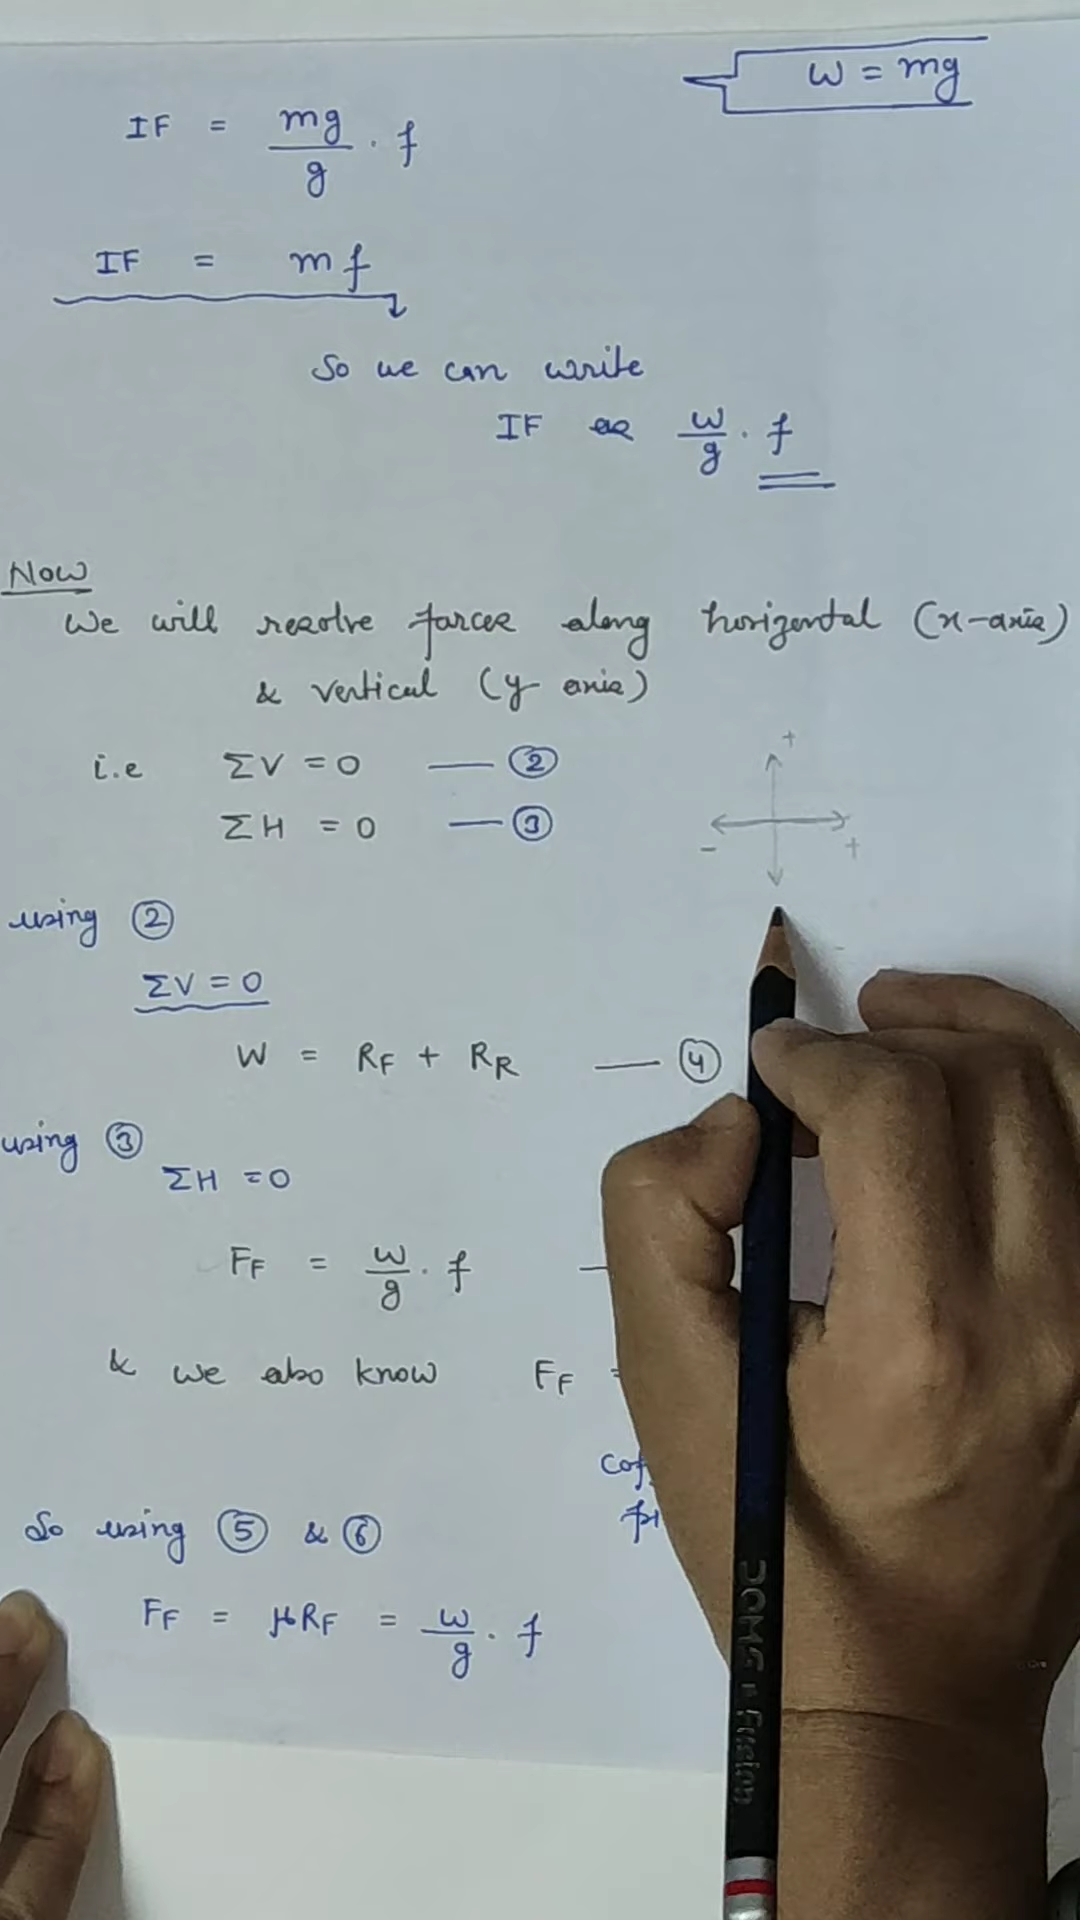 W = mg
IF = mg/g . f
IF = mf
So we can write
IF as w/g . f
Now
We will resolve forces along horizontal (x-axis)
& vertical (y axis)
i.e ΣV = 0 — ②
ΣH = 0 — ③
+
- +
using ②
ΣV = 0
W = RF + RR — ④
using ③
ΣH = 0
FF = w/g . f —
& we also know FF
So using ⑤ & ⑥
FF = μRF = w/g . f
DOMS Fusion